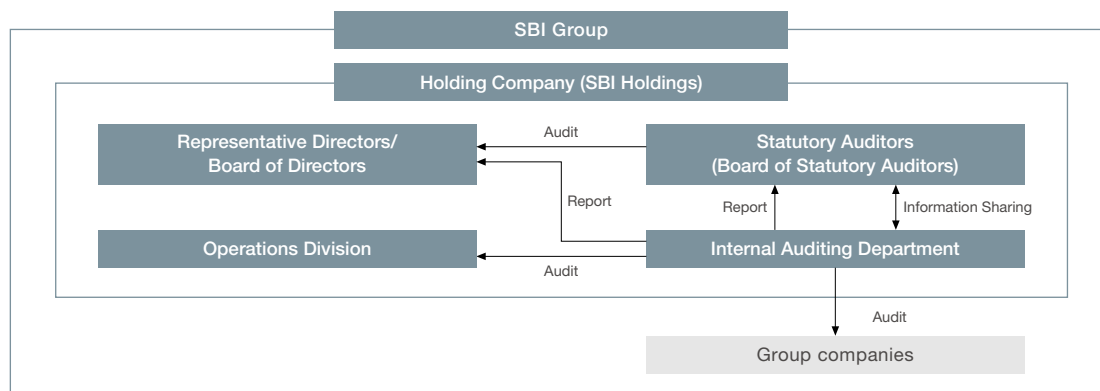 SBI Group
Holding Company (SBI Holdings)
Representative Directors/
Board of Directors
Audit
Statutory Auditors
(Board of Statutory Auditors)
Report
Report
Information Sharing
Operations Division
Audit
Internal Auditing Department
Audit
Group companies